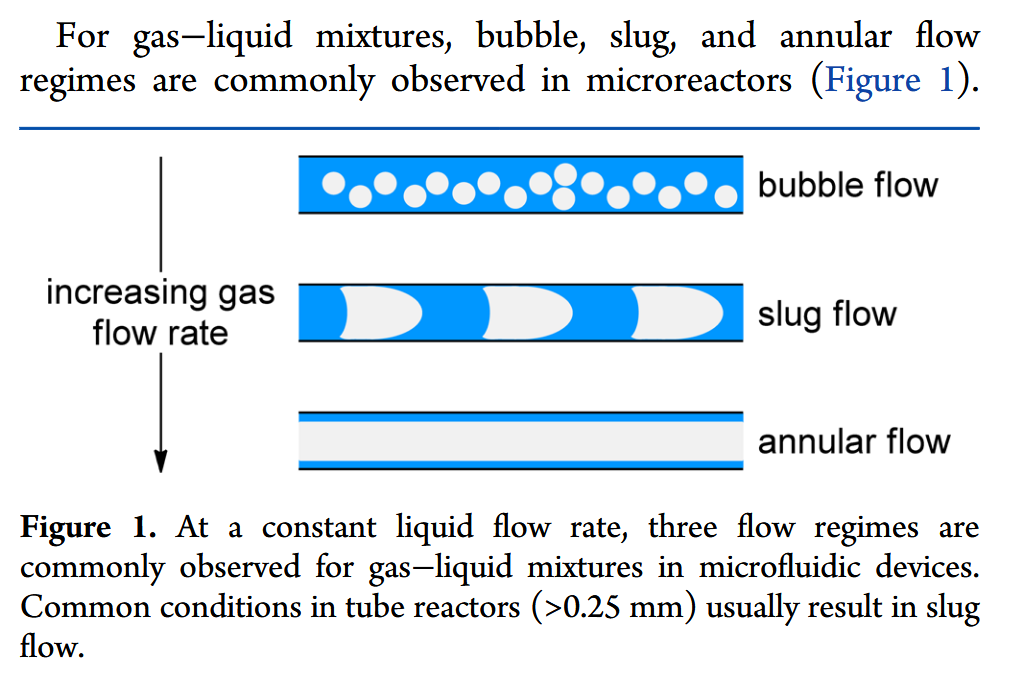 For gas−liquid mixtures, bubble, slug, and annular flow
regimes are commonly observed in microreactors (Figure 1).
bubble flow
increasing gas
flow rate
slug flow
annular flow
Figure 1. At a constant liquid flow rate, three flow regimes are
commonly observed for gas−liquid mixtures in microfluidic devices.
Common conditions in tube reactors (>0.25 mm) usually result in slug
flow.